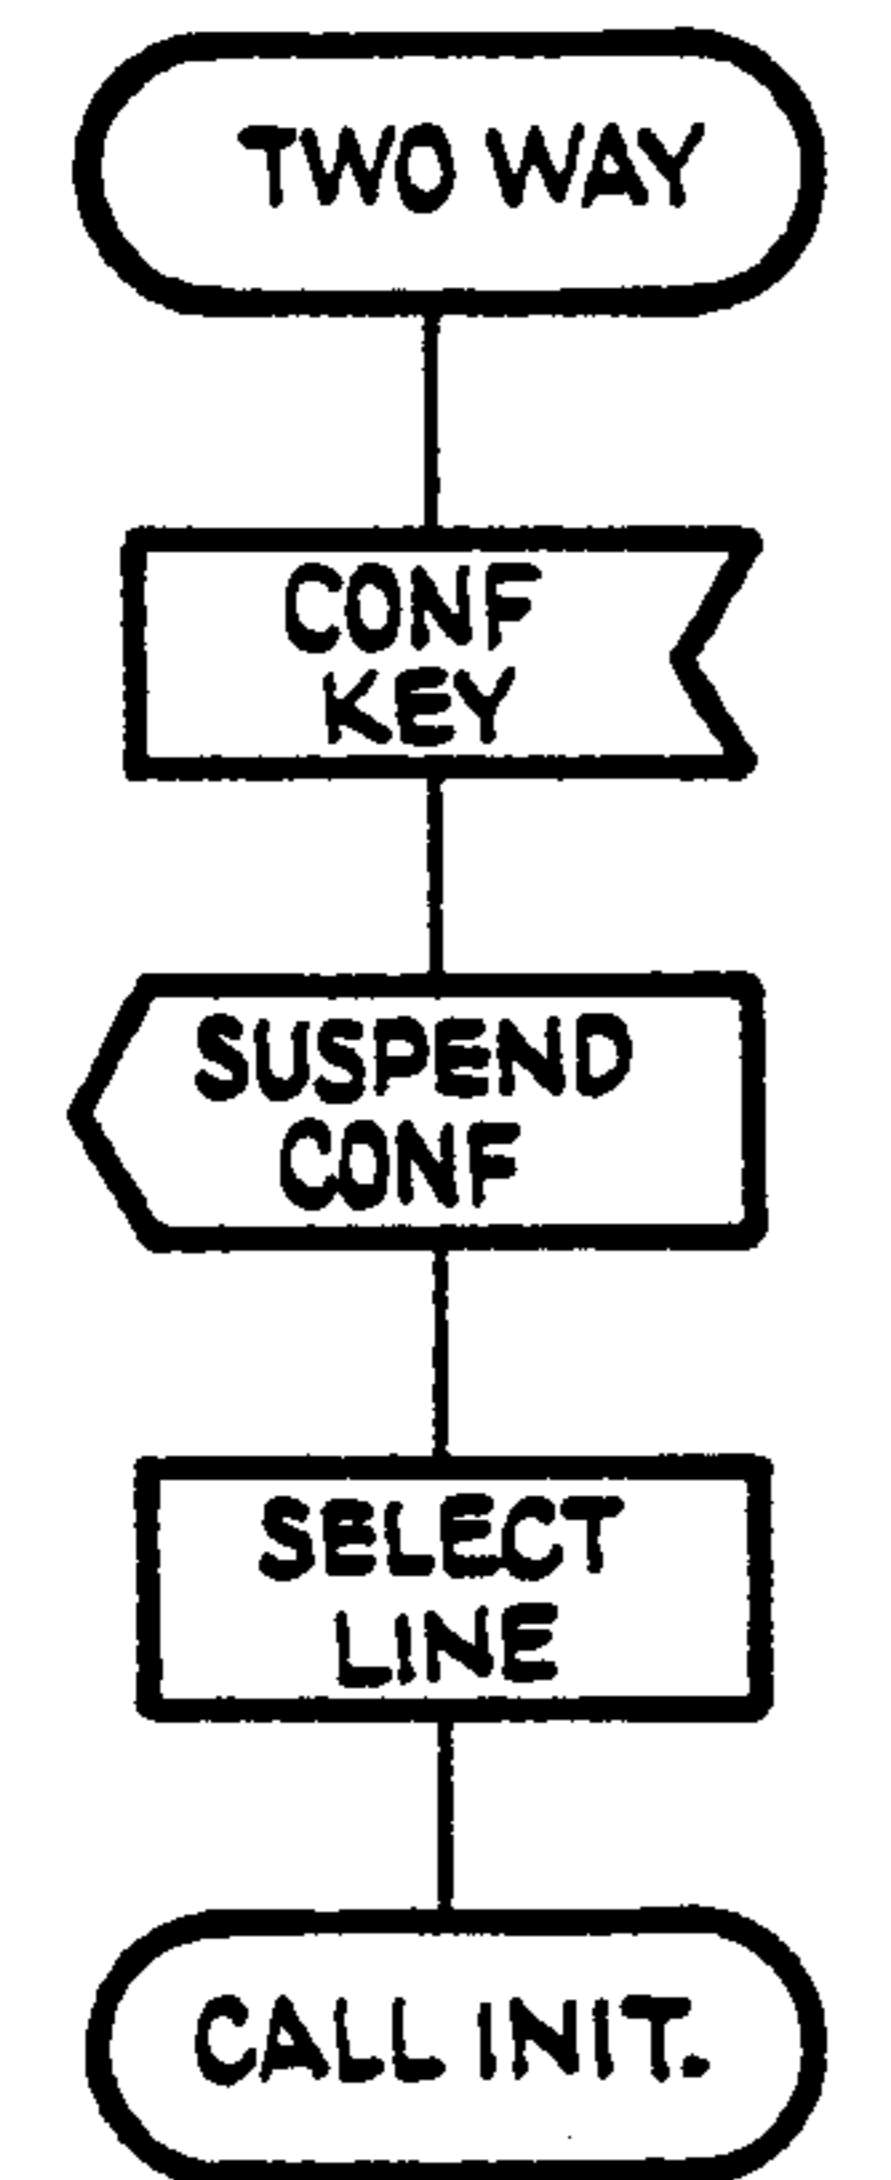 TWO WAY
CONF
KEY
SUSPEND
CONF
SELECT
LINE
CALL INIT.